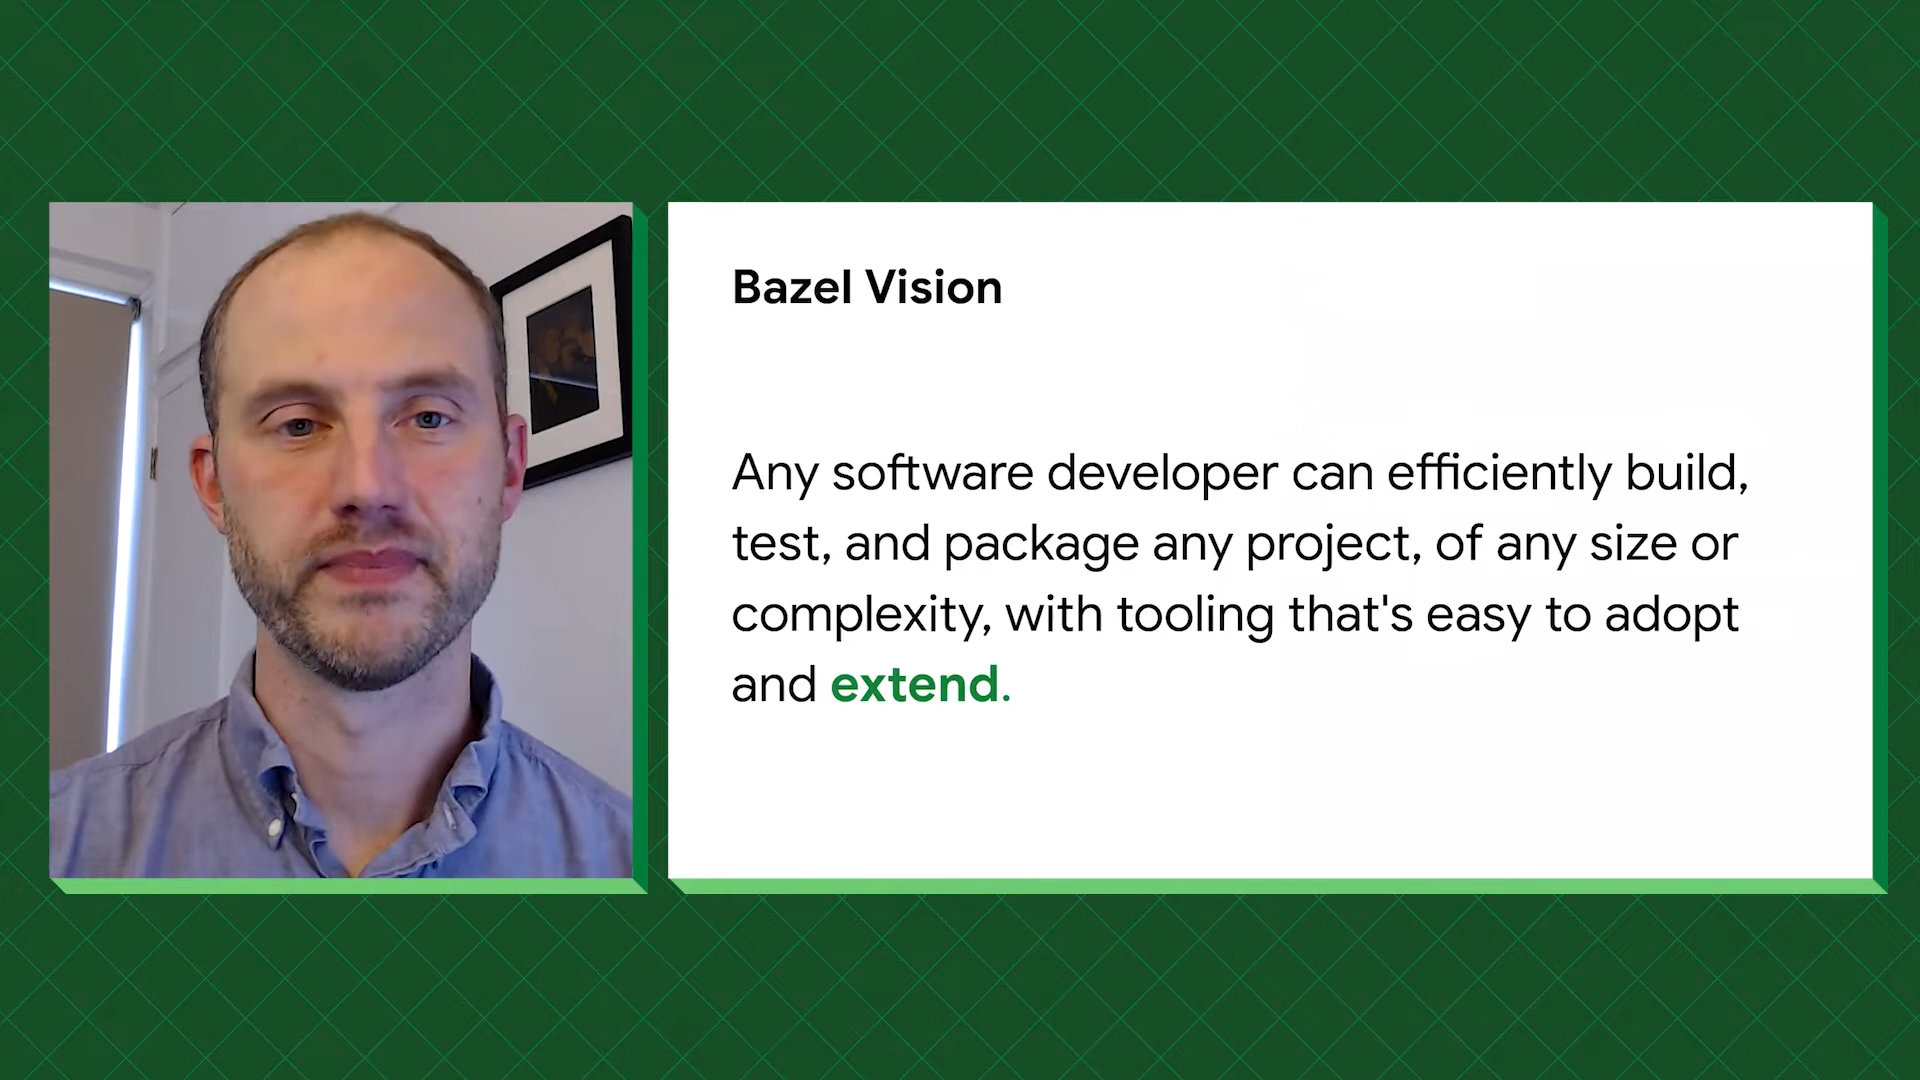 Bazel Vision
Any software developer can efficiently build,
test, and package any project, of any size or
complexity, with tooling that's easy to adopt
and extend.